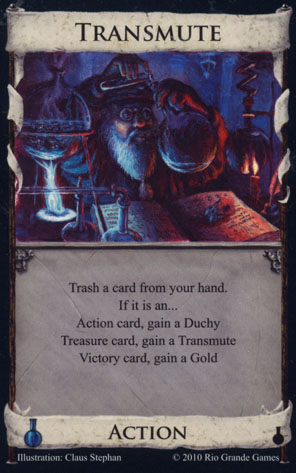 TRANSMUTE
Trash a card from your hand.
If it is an...
Action card, gain a Duchy
Treasure card, gain a Transmute
Victory card, gain a Gold
ACTION
Illustration: Claus Stephan © 2010 Rio Grande Games